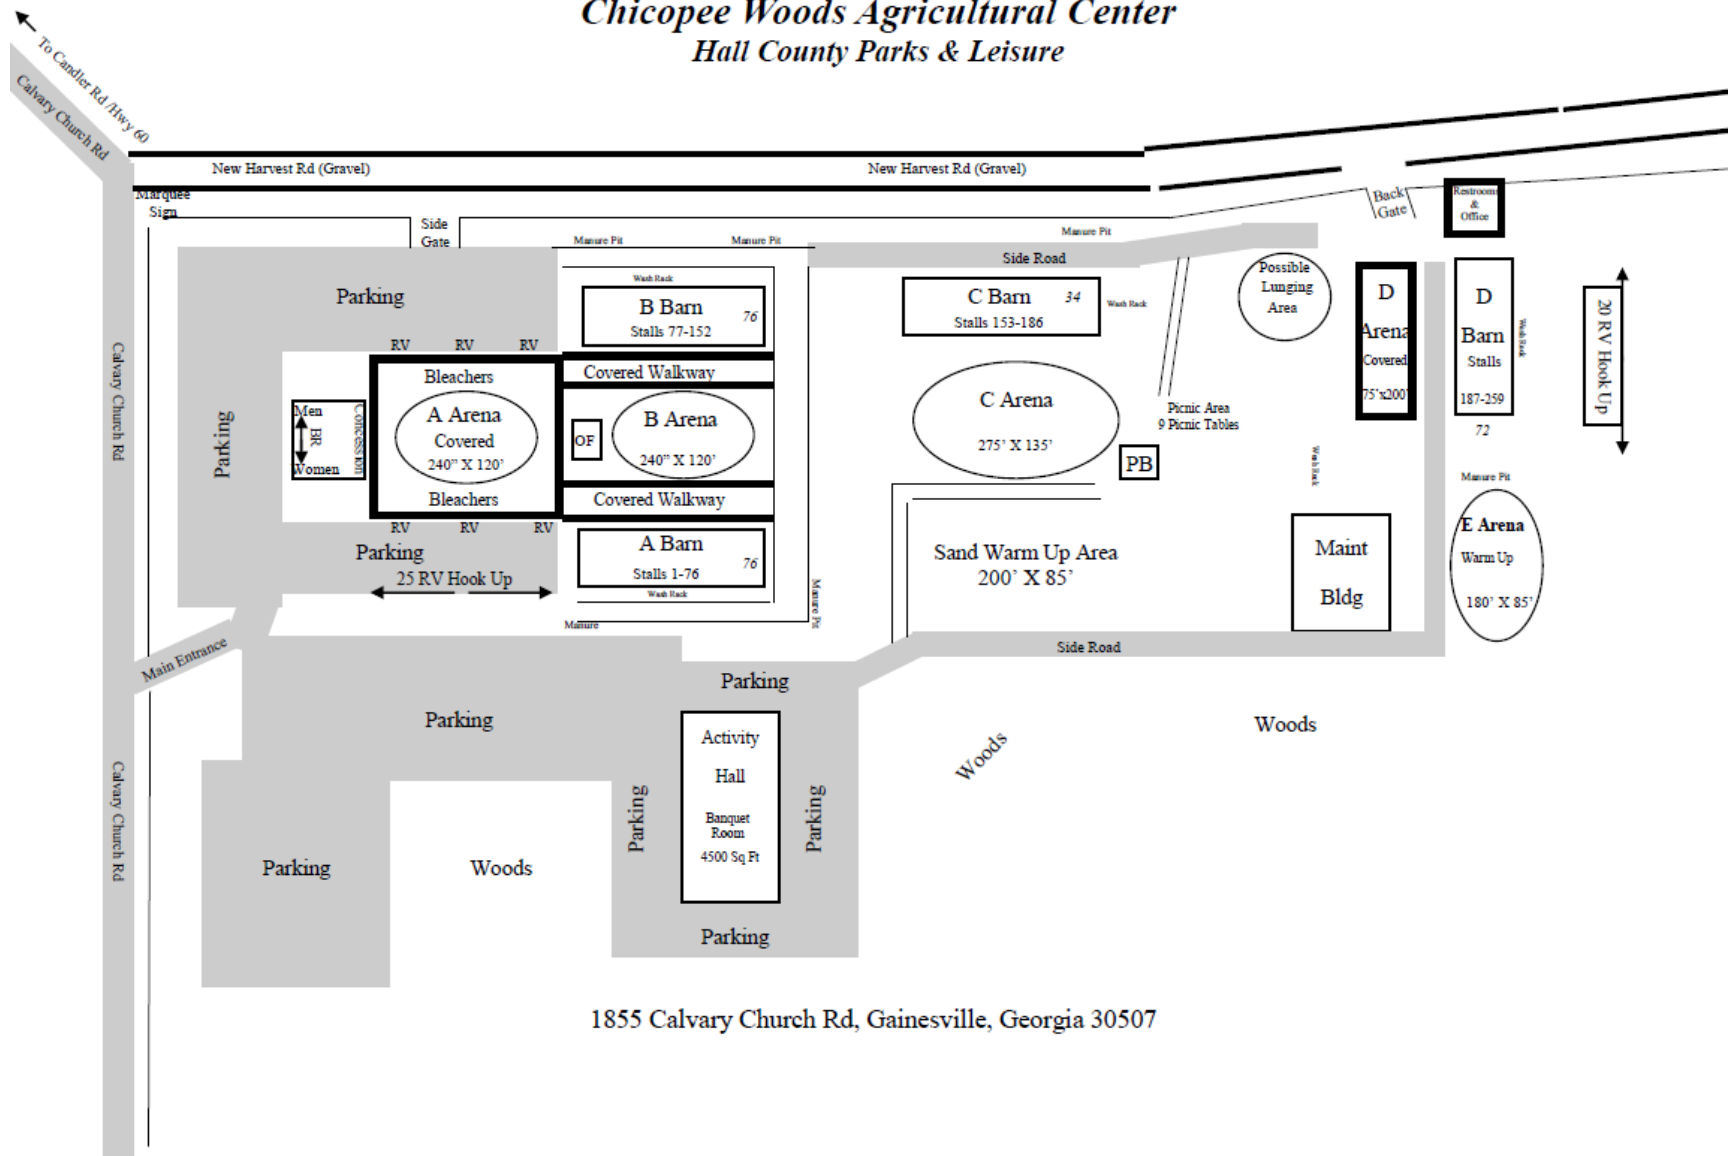 Chicopee Woods Agricultural Center
Hall County Parks & Leisure
To Candler Rd /Hwy 60
Calvary Church Rd
New Harvest Rd (Gravel)
New Harvest Rd (Gravel)
Marquee
Sign
Side
Gate
Back
Gate
Restrooms
&
Office
Manure Pit
Manure Pit
Manure Pit
Side Road
Parking
Wash Rack
B Barn
76
Stalls 77-152
C Barn
34
Stalls 153-186
Wash Rack
Possible
Lunging
Area
D
Arena
Covered
75'x200'
D
Barn
Stalls
187-259
72
Wash Rack
20 RV Hook Up
RV
RV
RV
Bleachers
Covered Walkway
Calvary Church Rd
Parking
Men
BR
Women
Concession
A Arena
Covered
240” X 120’
Bleachers
OF
B Arena
240” X 120’
Covered Walkway
C Arena
275’ X 135’
Picnic Area
9 Picnic Tables
PB
Wash Rack
Manure Pit
E Arena
Warm Up
180’ X 85’
RV
RV
RV
Parking
25 RV Hook Up
A Barn
76
Stalls 1-76
Wash Rack
Manure
Manure Pit
Sand Warm Up Area
200’ X 85’
Maint
Bldg
Main Entrance
Side Road
Parking
Parking
Woods
Woods
Activity
Hall
Banquet
Room
4500 Sq Ft
Parking
Parking
Calvary Church Rd
Parking
Woods
Parking
1855 Calvary Church Rd, Gainesville, Georgia 30507